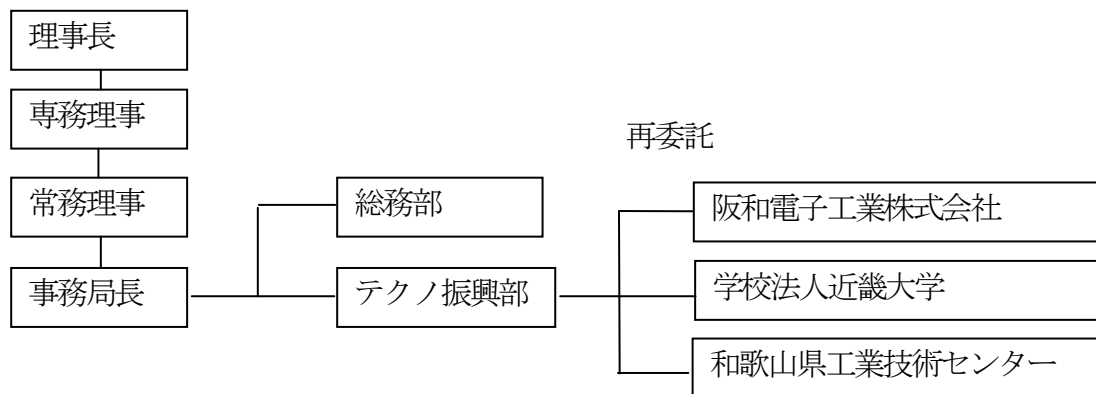 理事長
専務理事
再委託
常務理事
総務部
阪和電子工業株式会社
事務局長
テクノ振興部
学校法人近畿大学
和歌山県工業技術センター